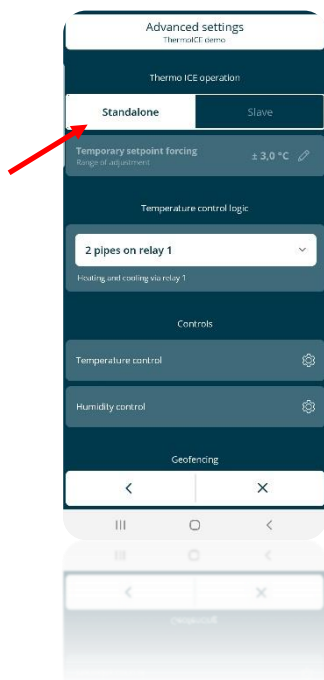 Advanced settings
ThermoICE demo
Thermo ICE operation
Standalone
Slave
Temporary setpoint forcing
Range of adjustment
± 3,0 °C
Temperature control logic
2 pipes on relay 1
Heating and cooling via relay 1
Controls
Temperature control
Humidity control
Geofencing